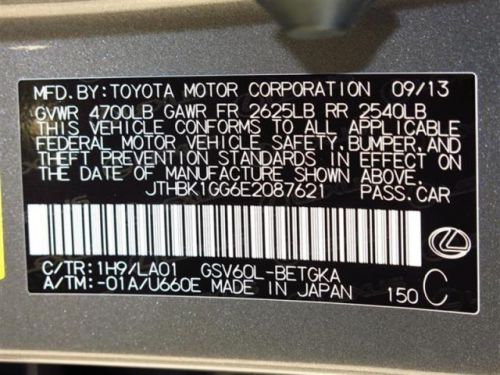 MFD. BY: TOYOTA MOTOR CORPORATION 09/13
GVWR 4700LB GAWR FR 2625LB RR 2540LB
THIS VEHICLE CONFORMS TO ALL APPLICABLE
FEDERAL MOTOR VEHICLE SAFETY, BUMPER, AND
THEFT PREVENTION STANDARDS IN EFFECT ON
THE DATE OF MANUFACTURE SHOWN ABOVE.
JTHBK1GG6E2087621 PASS. CAR
C/TR: 1H9/LA01 GSV60L-BETGKA
A/TM: -01A/U660E MADE IN JAPAN 150 C